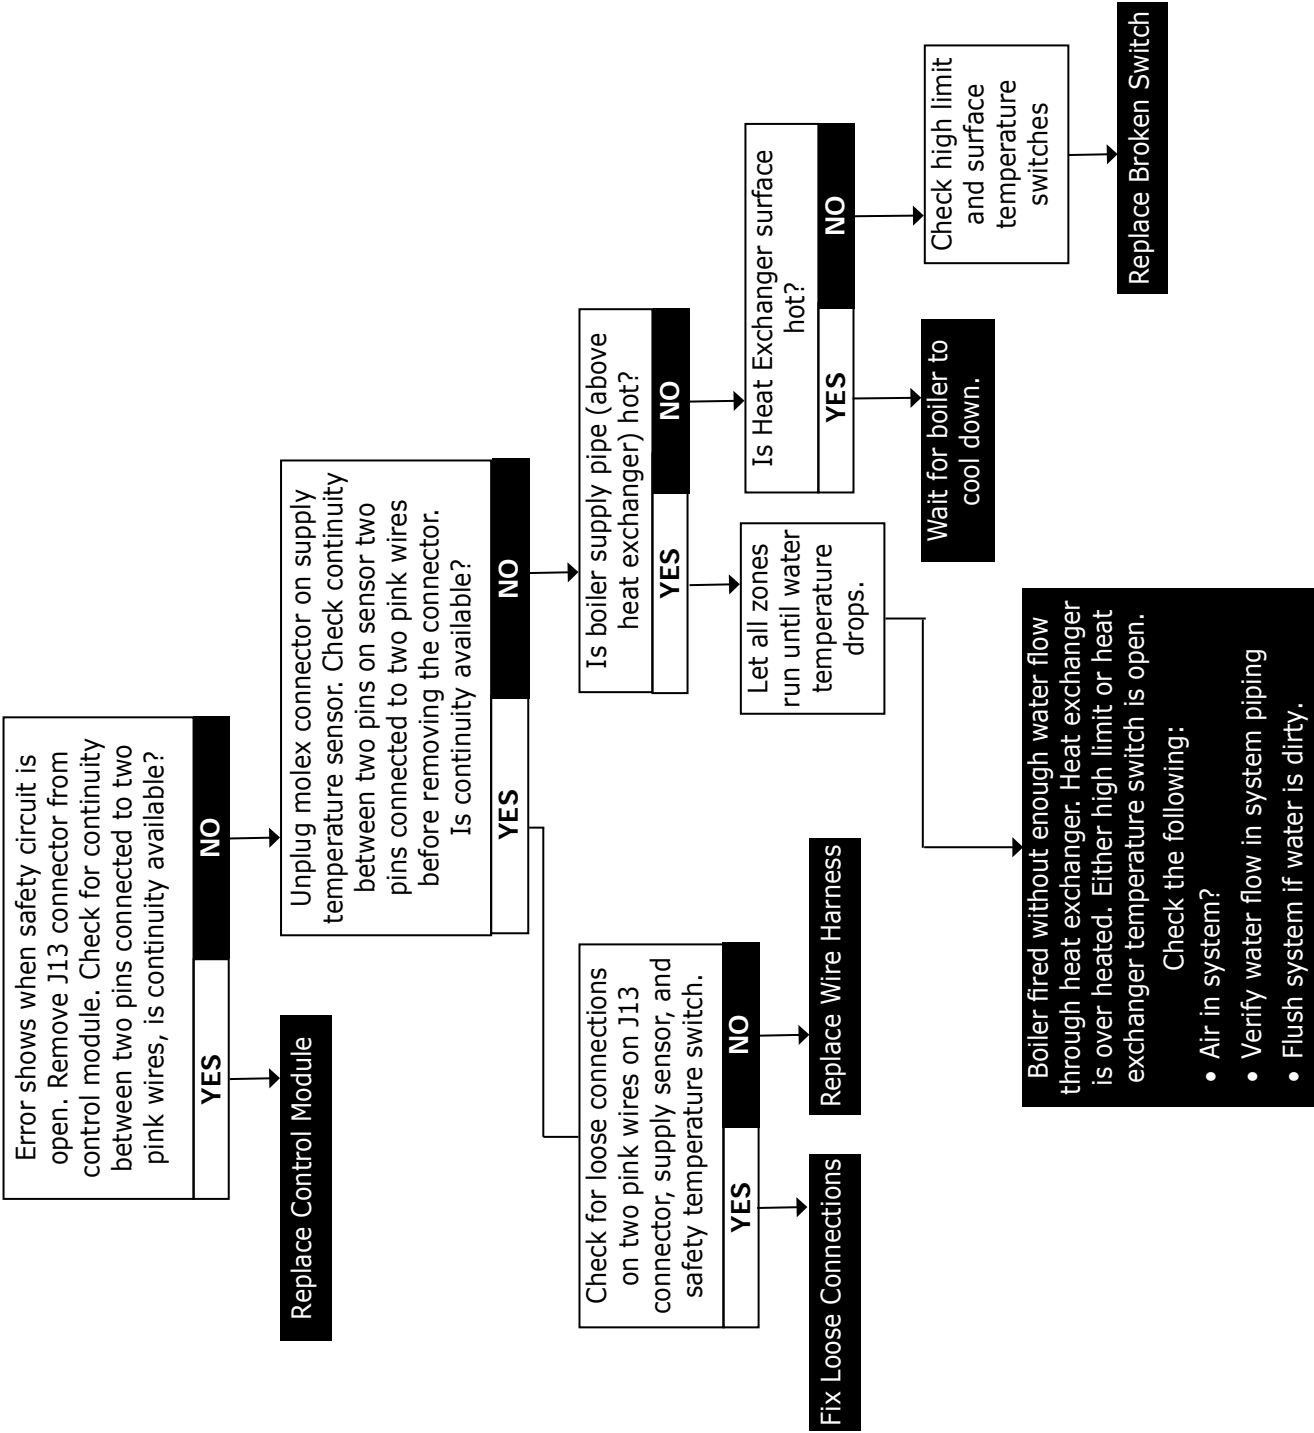 Error shows when safety circuit is
open. Remove J13 connector from
control module. Check for continuity
between two pins connected to two
pink wires, is continuity available?
YES
NO
Replace Control Module
Unplug molex connector on supply
temperature sensor. Check continuity
between two pins on sensor two
pins connected to two pink wires
before removing the connector.
Is continuity available?
YES
NO
Check for loose connections
on two pink wires on J13
connector, supply sensor, and
safety temperature switch.
YES
NO
Fix Loose Connections
Replace Wire Harness
Is boiler supply pipe (above
heat exchanger) hot?
YES
NO
Let all zones
run until water
temperature
drops.
Boiler fired without enough water flow
through heat exchanger. Heat exchanger
is over heated. Either high limit or heat
exchanger temperature switch is open.
Check the following:
• Air in system?
• Verify water flow in system piping
• Flush system if water is dirty.
Is Heat Exchanger surface
hot?
YES
NO
Wait for boiler to
cool down.
Check high limit
and surface
temperature
switches
Replace Broken Switch